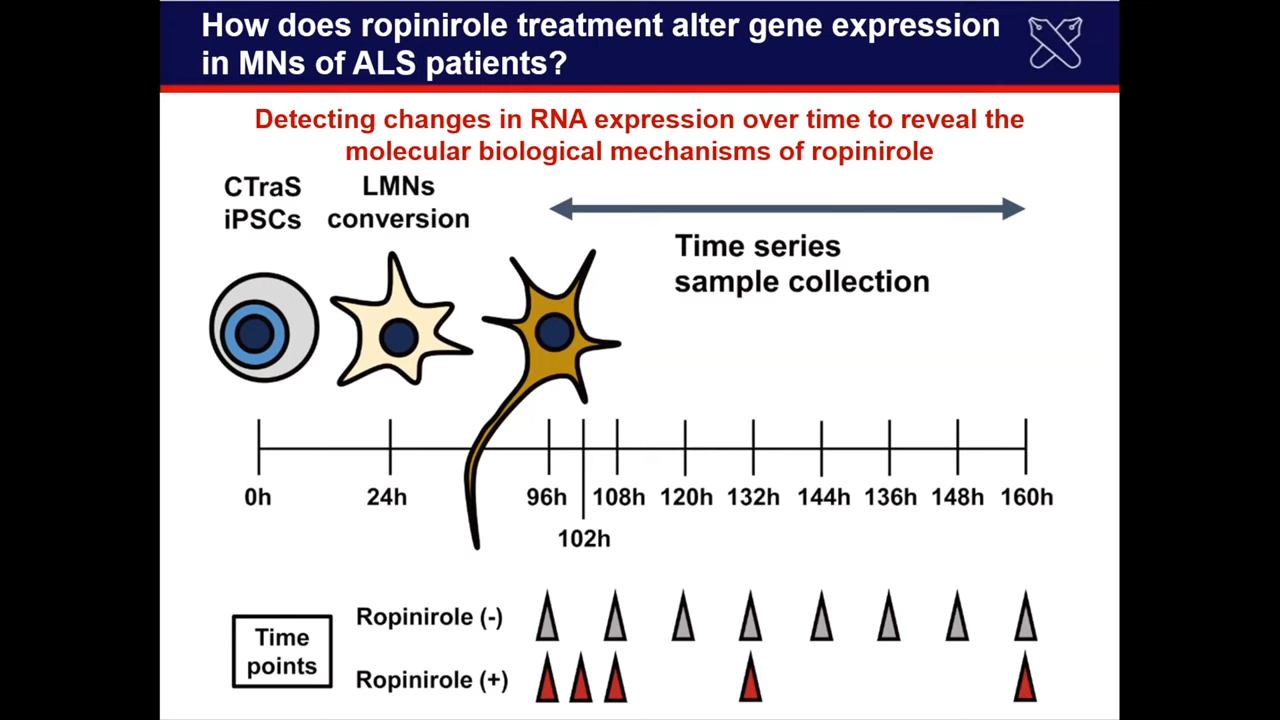 How does ropinirole treatment alter gene expression
in MNs of ALS patients?
Detecting changes in RNA expression over time to reveal the
molecular biological mechanisms of ropinirole
CTraS
iPSCs
LMNs
conversion
Time series
sample collection
0h
24h
96h
108h
120h
132h
144h
136h
148h
160h
102h
Time
points
Ropinirole (-)
Ropinirole (+)